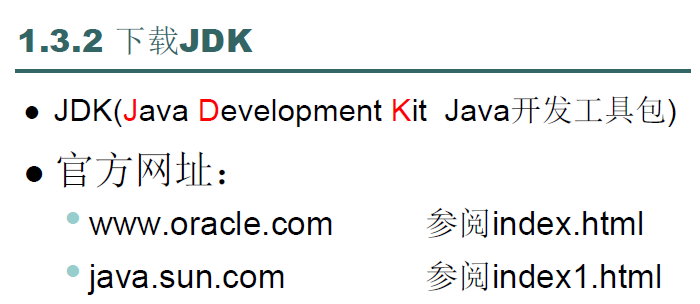 1.3.2 下载JDK
● JDK(Java Development Kit Java开发工具包)
● 官方网址：
• www.oracle.com 参阅index.html
• java.sun.com 参阅index1.html